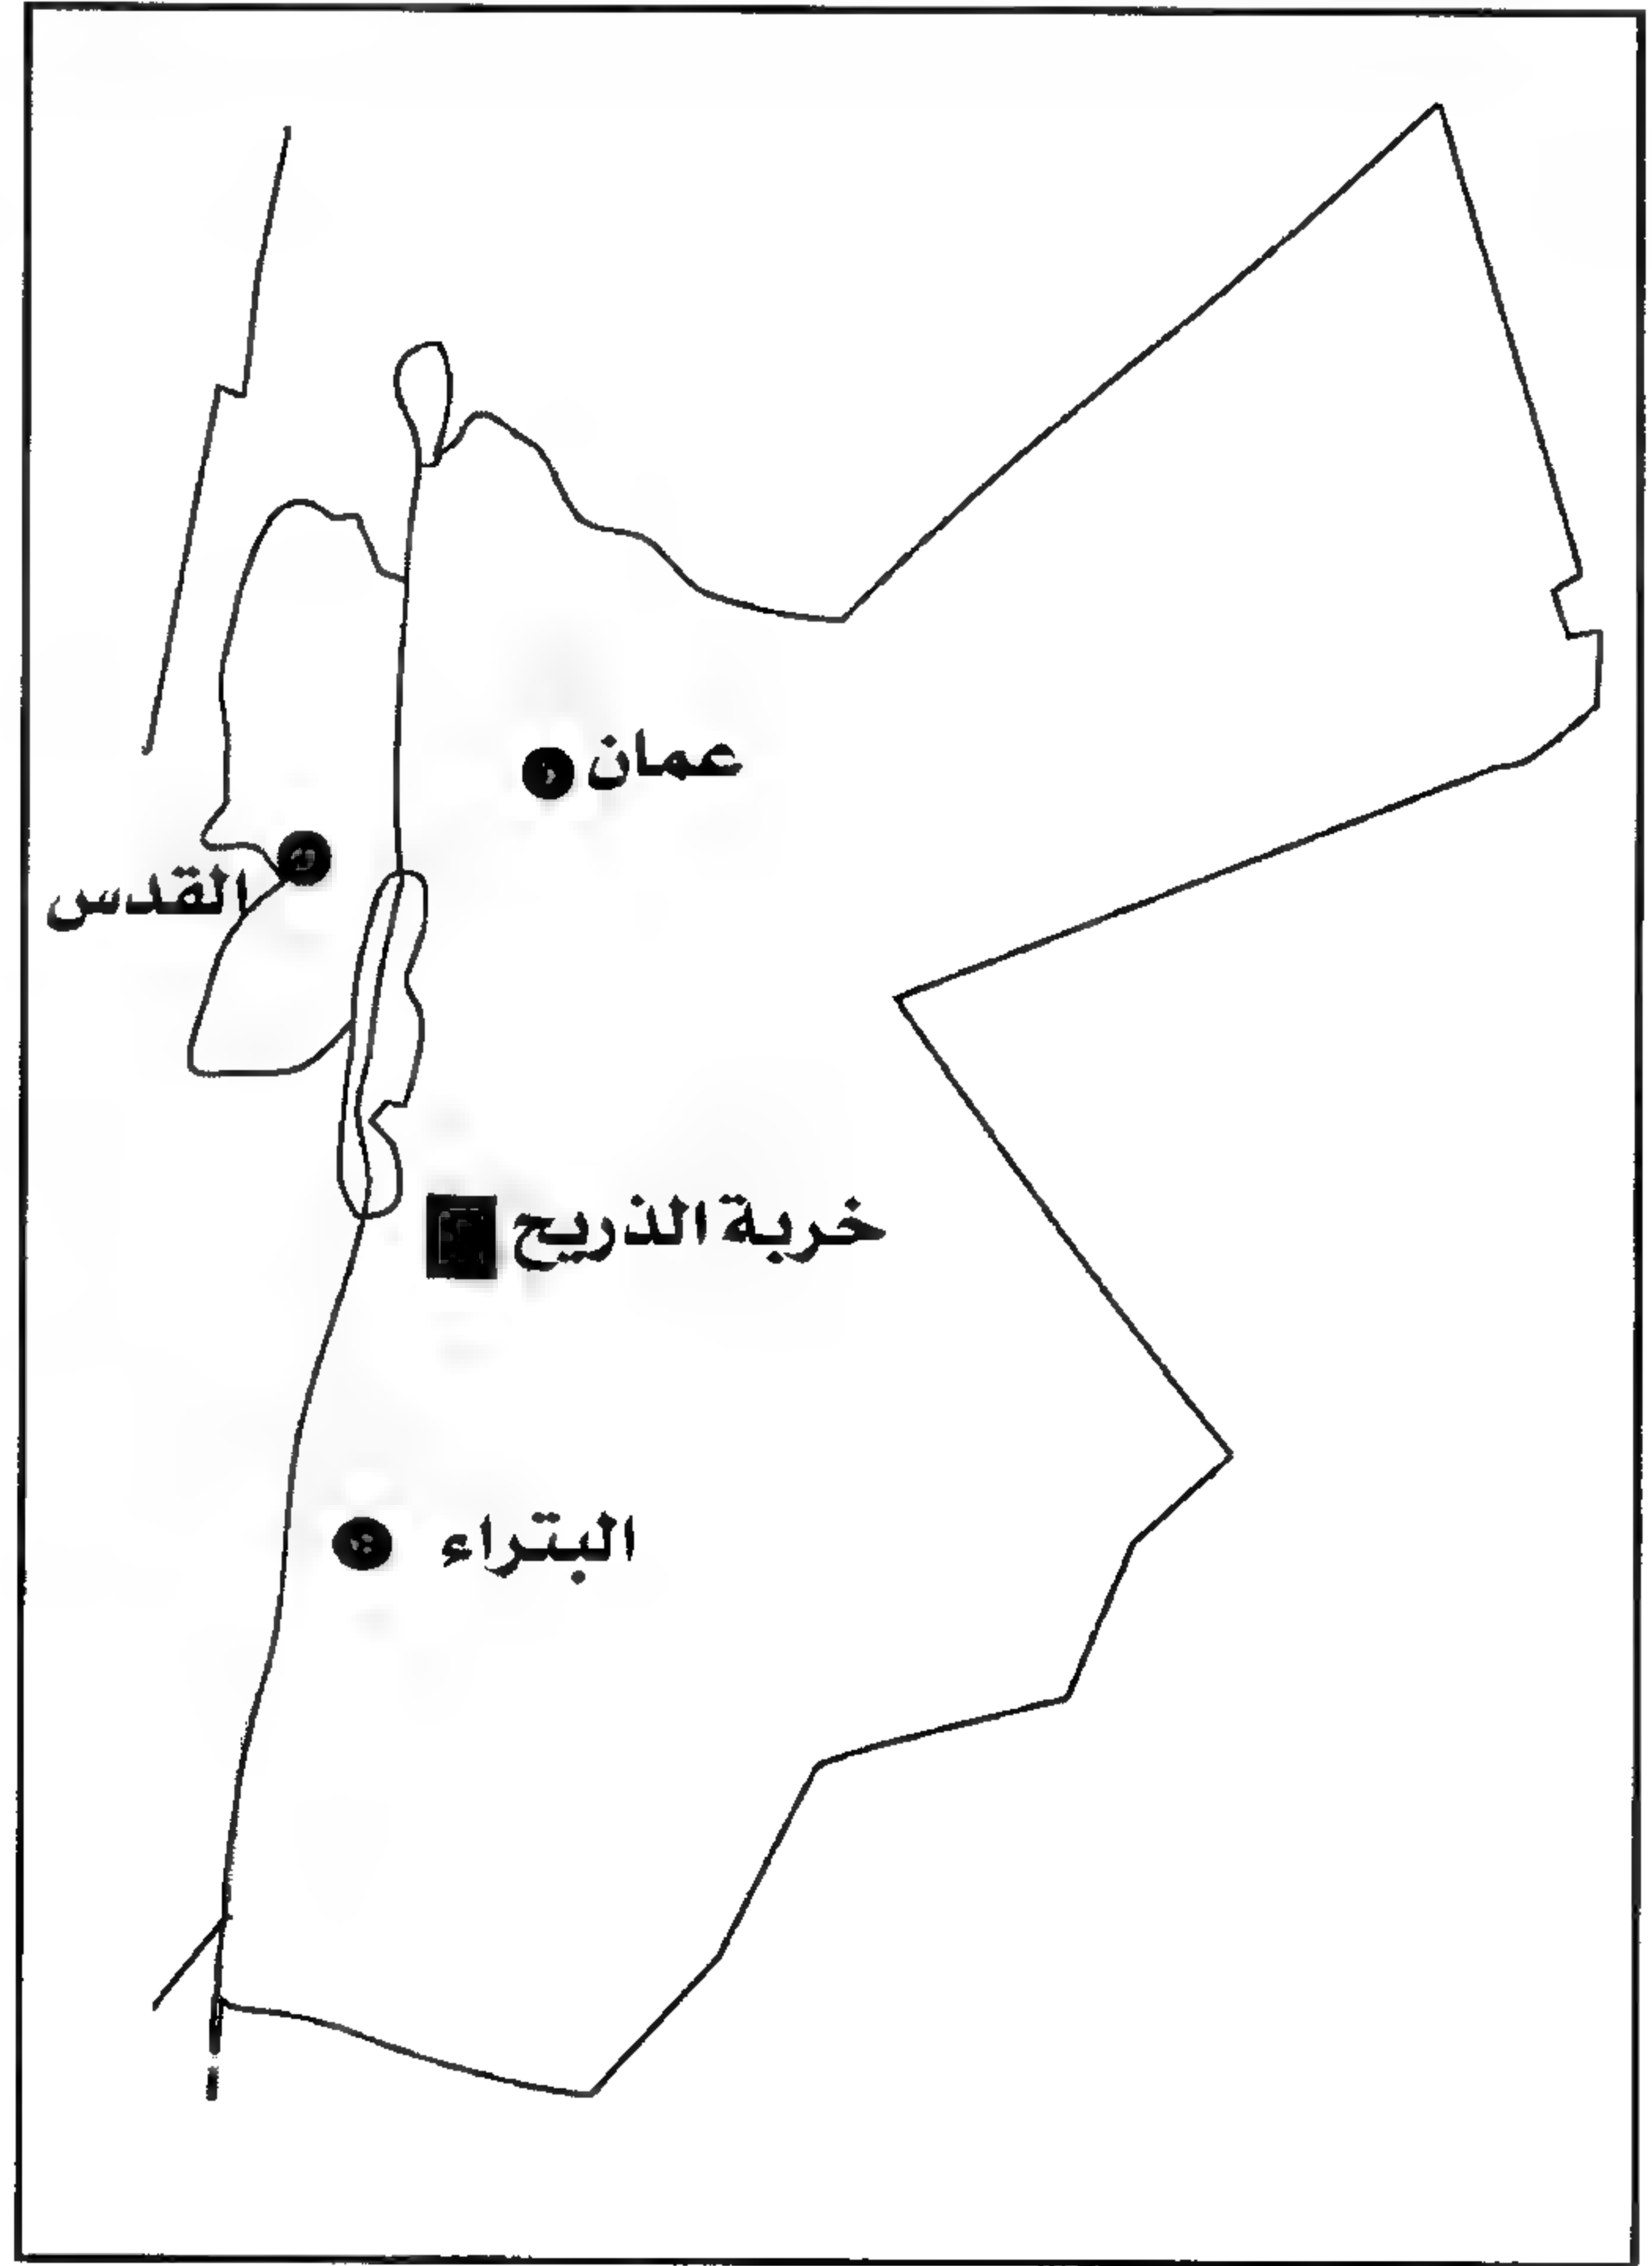 عمان
القدس
خربة الذريح
البتراء